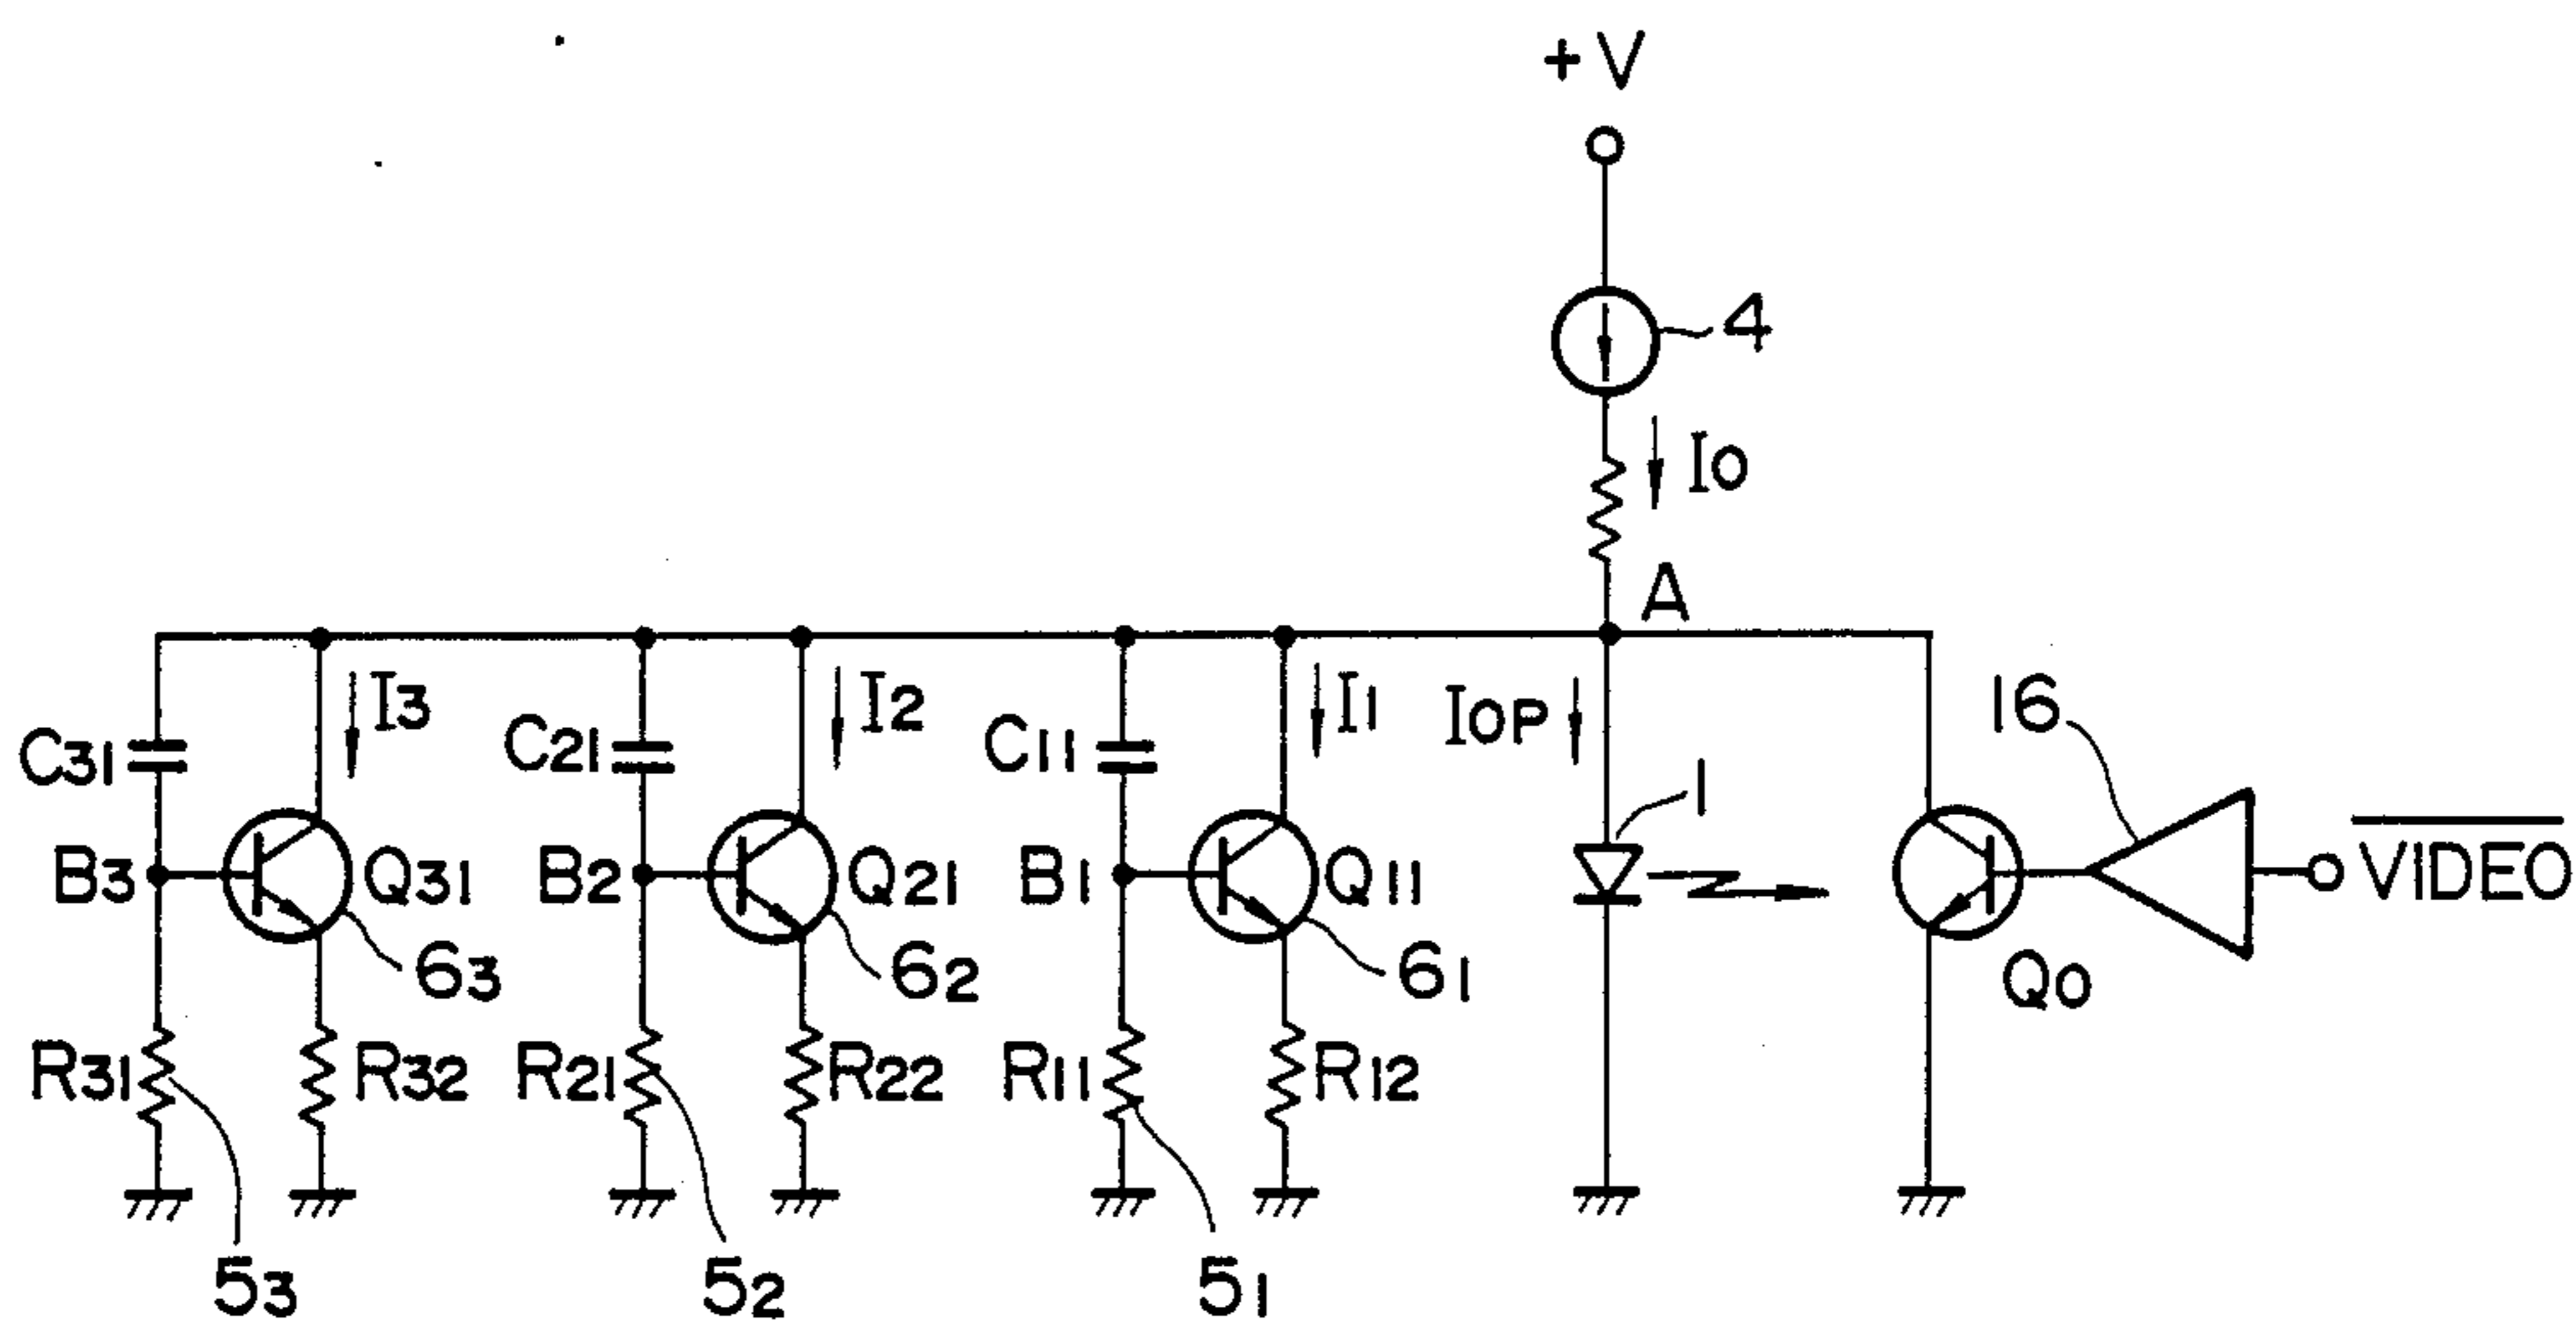 +V
4
I0
A
I3
I2
I1
IOP
16
C31
C21
C11
1
VIDEO
B3
Q31
B2
Q21
B1
Q11
63
62
61
Q0
R31
R32
R21
R22
R11
R12
53
52
51